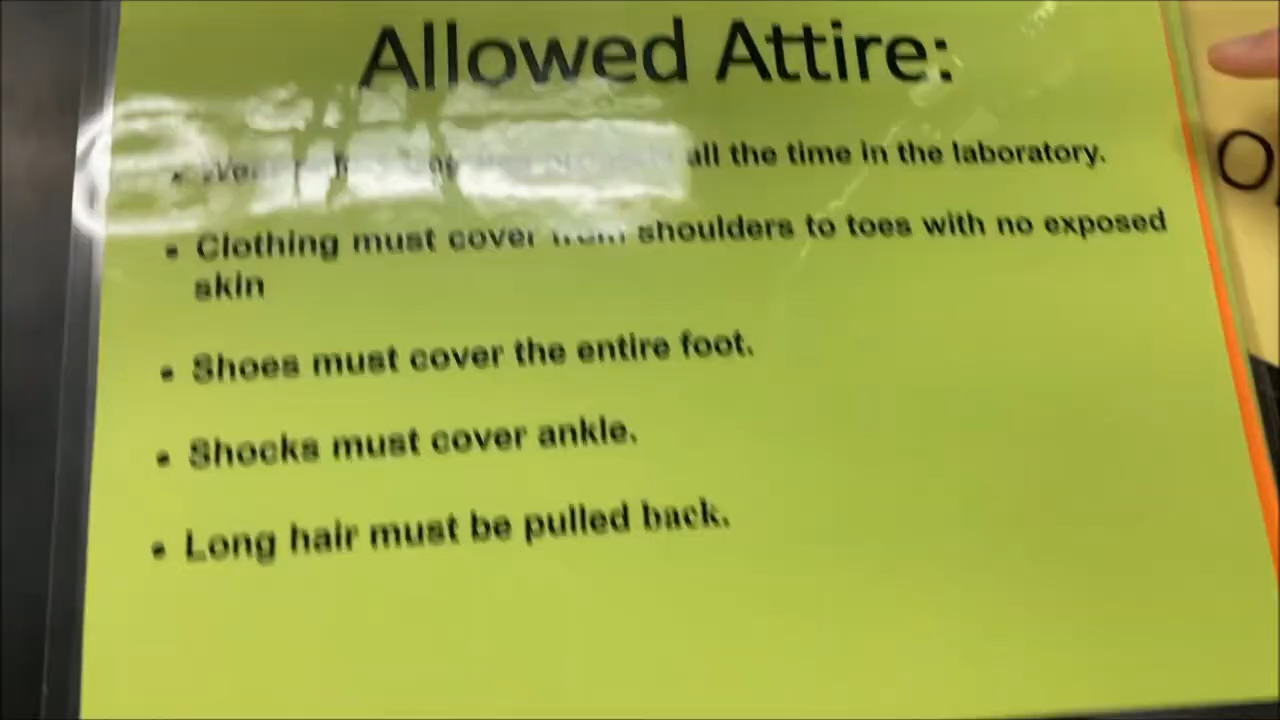 Allowed Attire:
all the time in the laboratory.
• Clothing must cover from shoulders to toes with no exposed
skin
• Shoes must cover the entire foot.
• Shocks must cover ankle.
• Long hair must be pulled back.